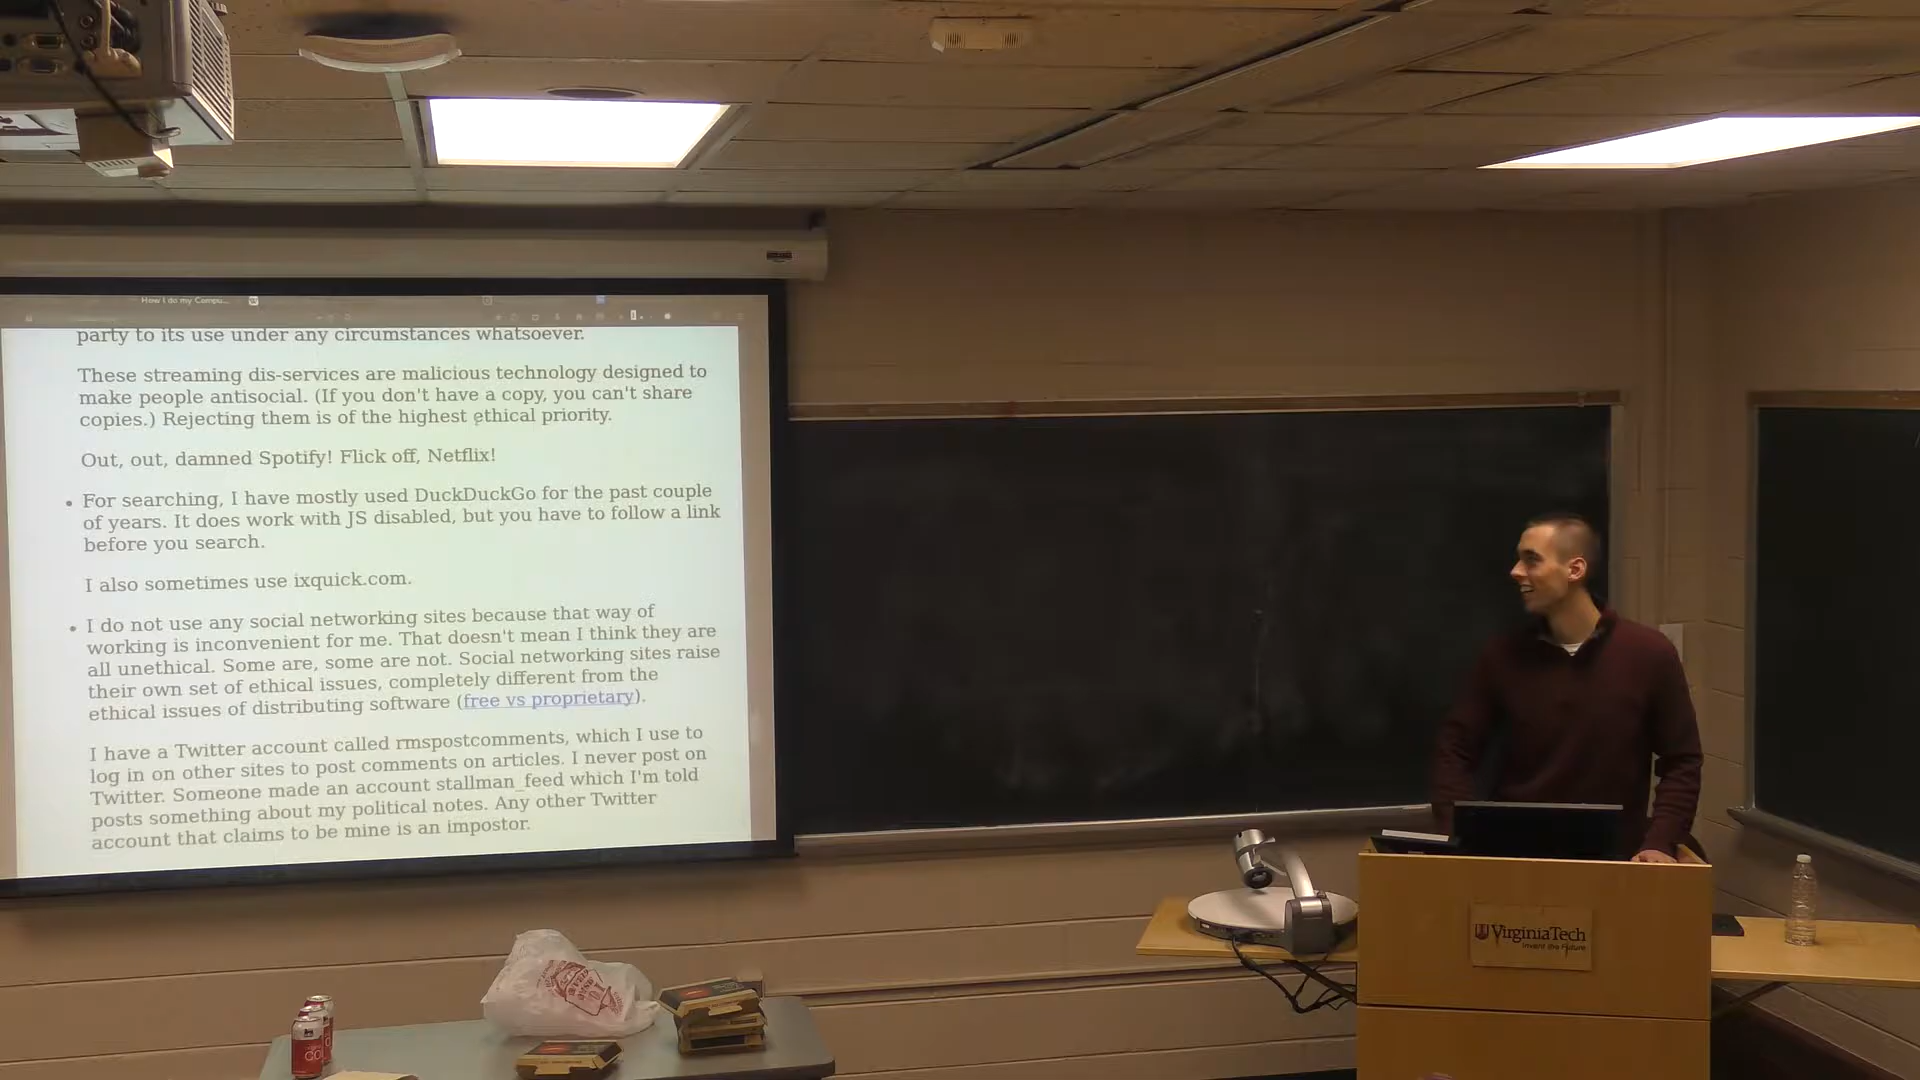 How I do my Compu...
party to its use under any circumstances whatsoever.
These streaming dis-services are malicious technology designed to
make people antisocial. (If you don't have a copy, you can't share
copies.) Rejecting them is of the highest ethical priority.
Out, out, damned Spotify! Flick off, Netflix!
• For searching, I have mostly used DuckDuckGo for the past couple
of years. It does work with JS disabled, but you have to follow a link
before you search.
I also sometimes use ixquick.com.
• I do not use any social networking sites because that way of
working is inconvenient for me. That doesn't mean I think they are
all unethical. Some are, some are not. Social networking sites raise
their own set of ethical issues, completely different from the
ethical issues of distributing software (free vs proprietary).
I have a Twitter account called rmspostcomments, which I use to
log in on other sites to post comments on articles. I never post on
Twitter. Someone made an account stallman_feed which I'm told
posts something about my political notes. Any other Twitter
account that claims to be mine is an impostor.
VirginiaTech
Invent the Future